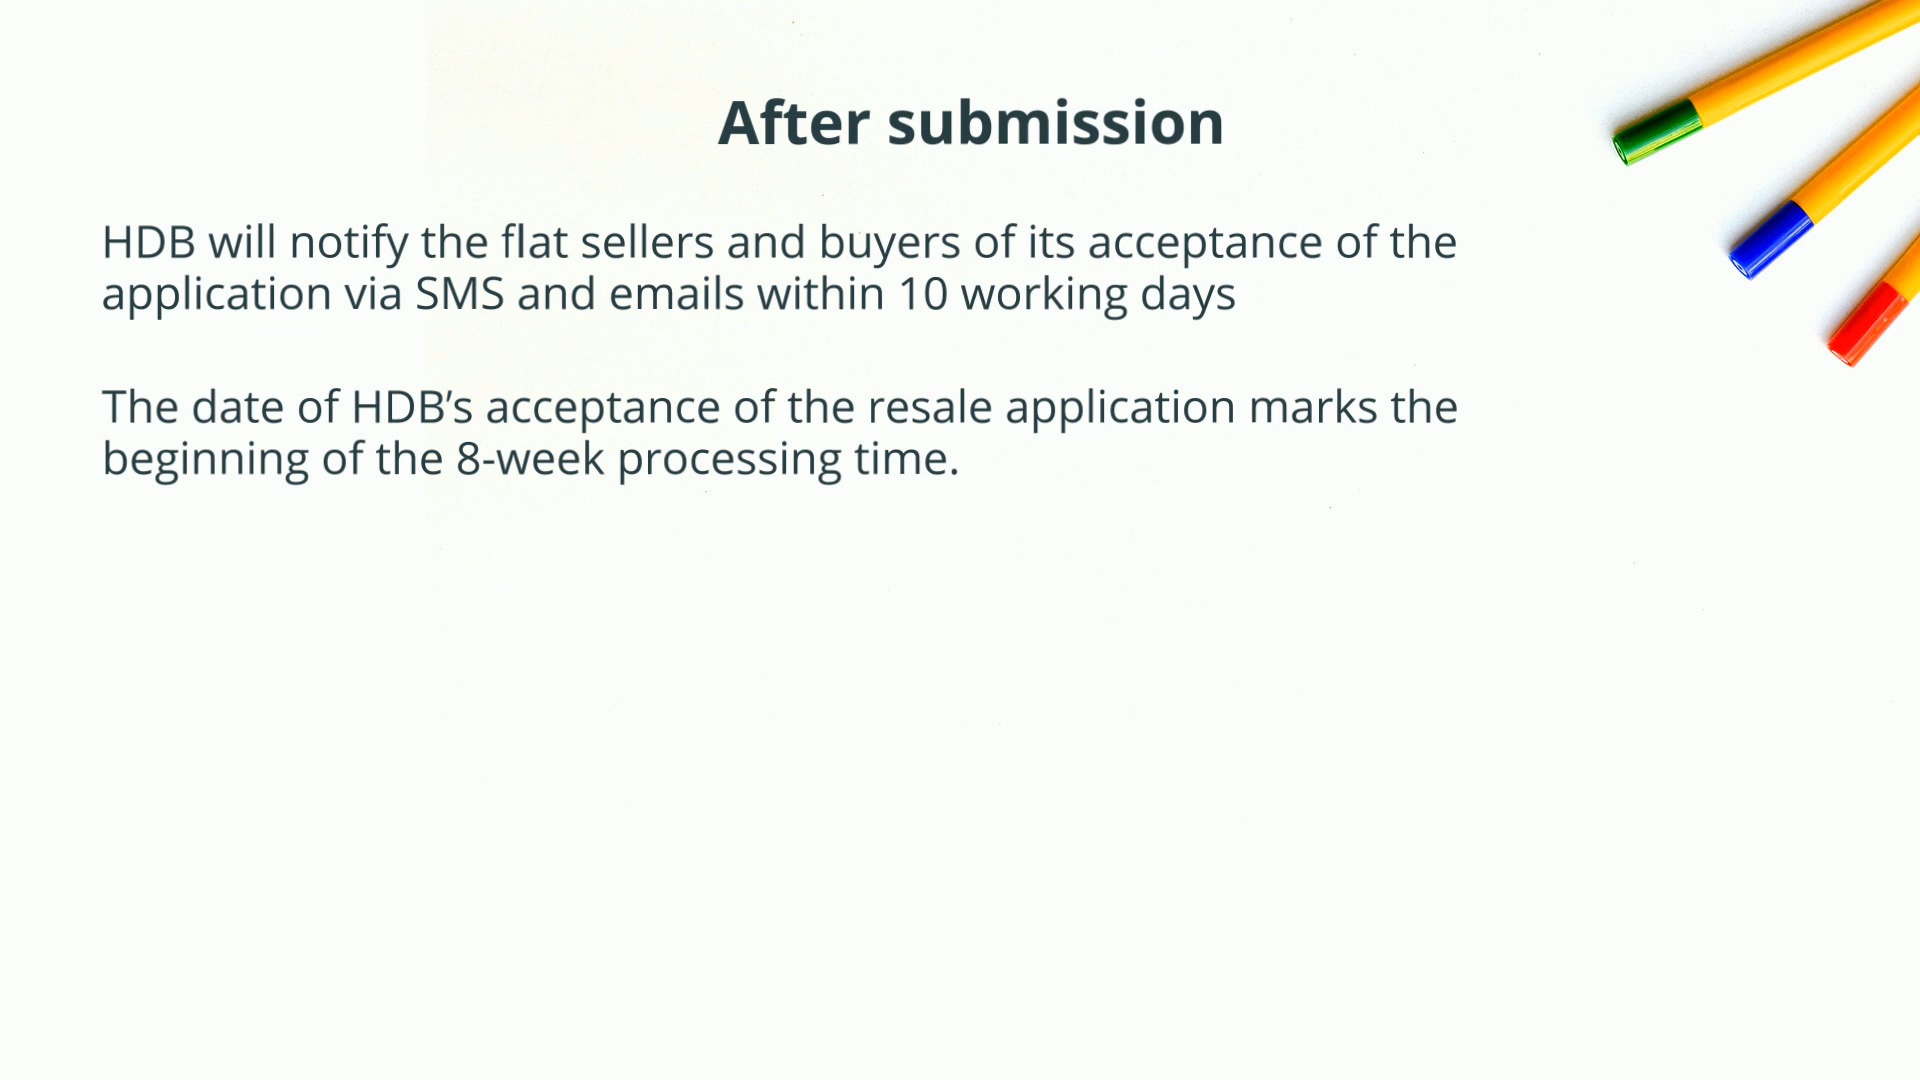 After submission
HDB will notify the flat sellers and buyers of its acceptance of the
application via SMS and emails within 10 working days
The date of HDB’s acceptance of the resale application marks the
beginning of the 8-week processing time.